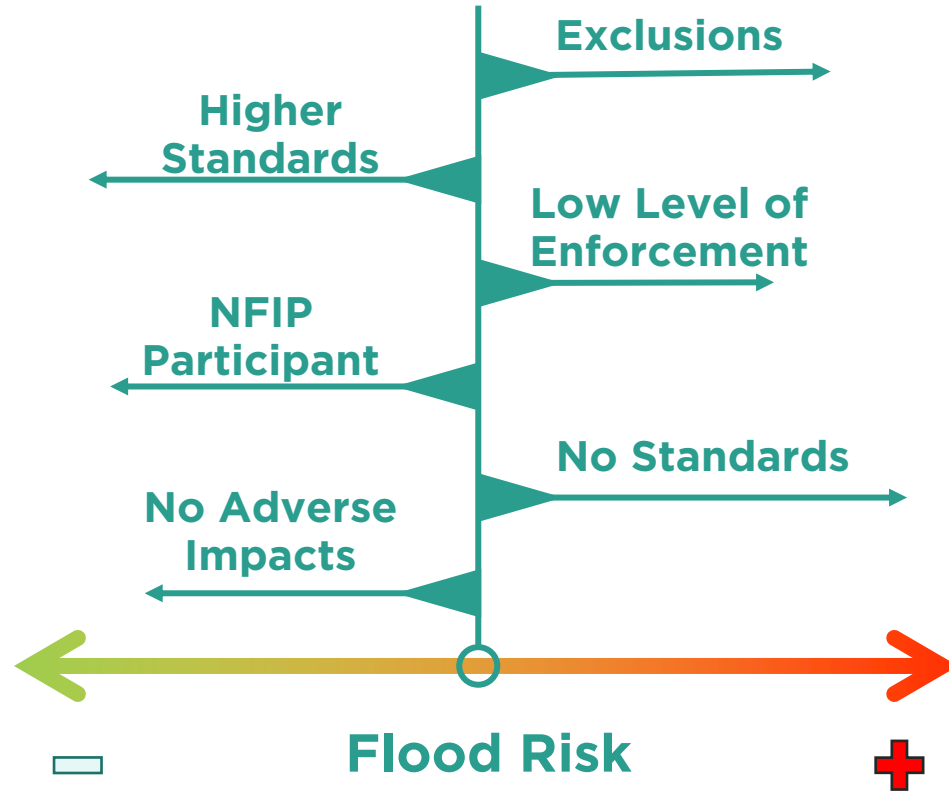 Exclusions
Higher
Standards
Low Level of
Enforcement
NFIP
Participant
No Standards
No Adverse
Impacts
Flood Risk